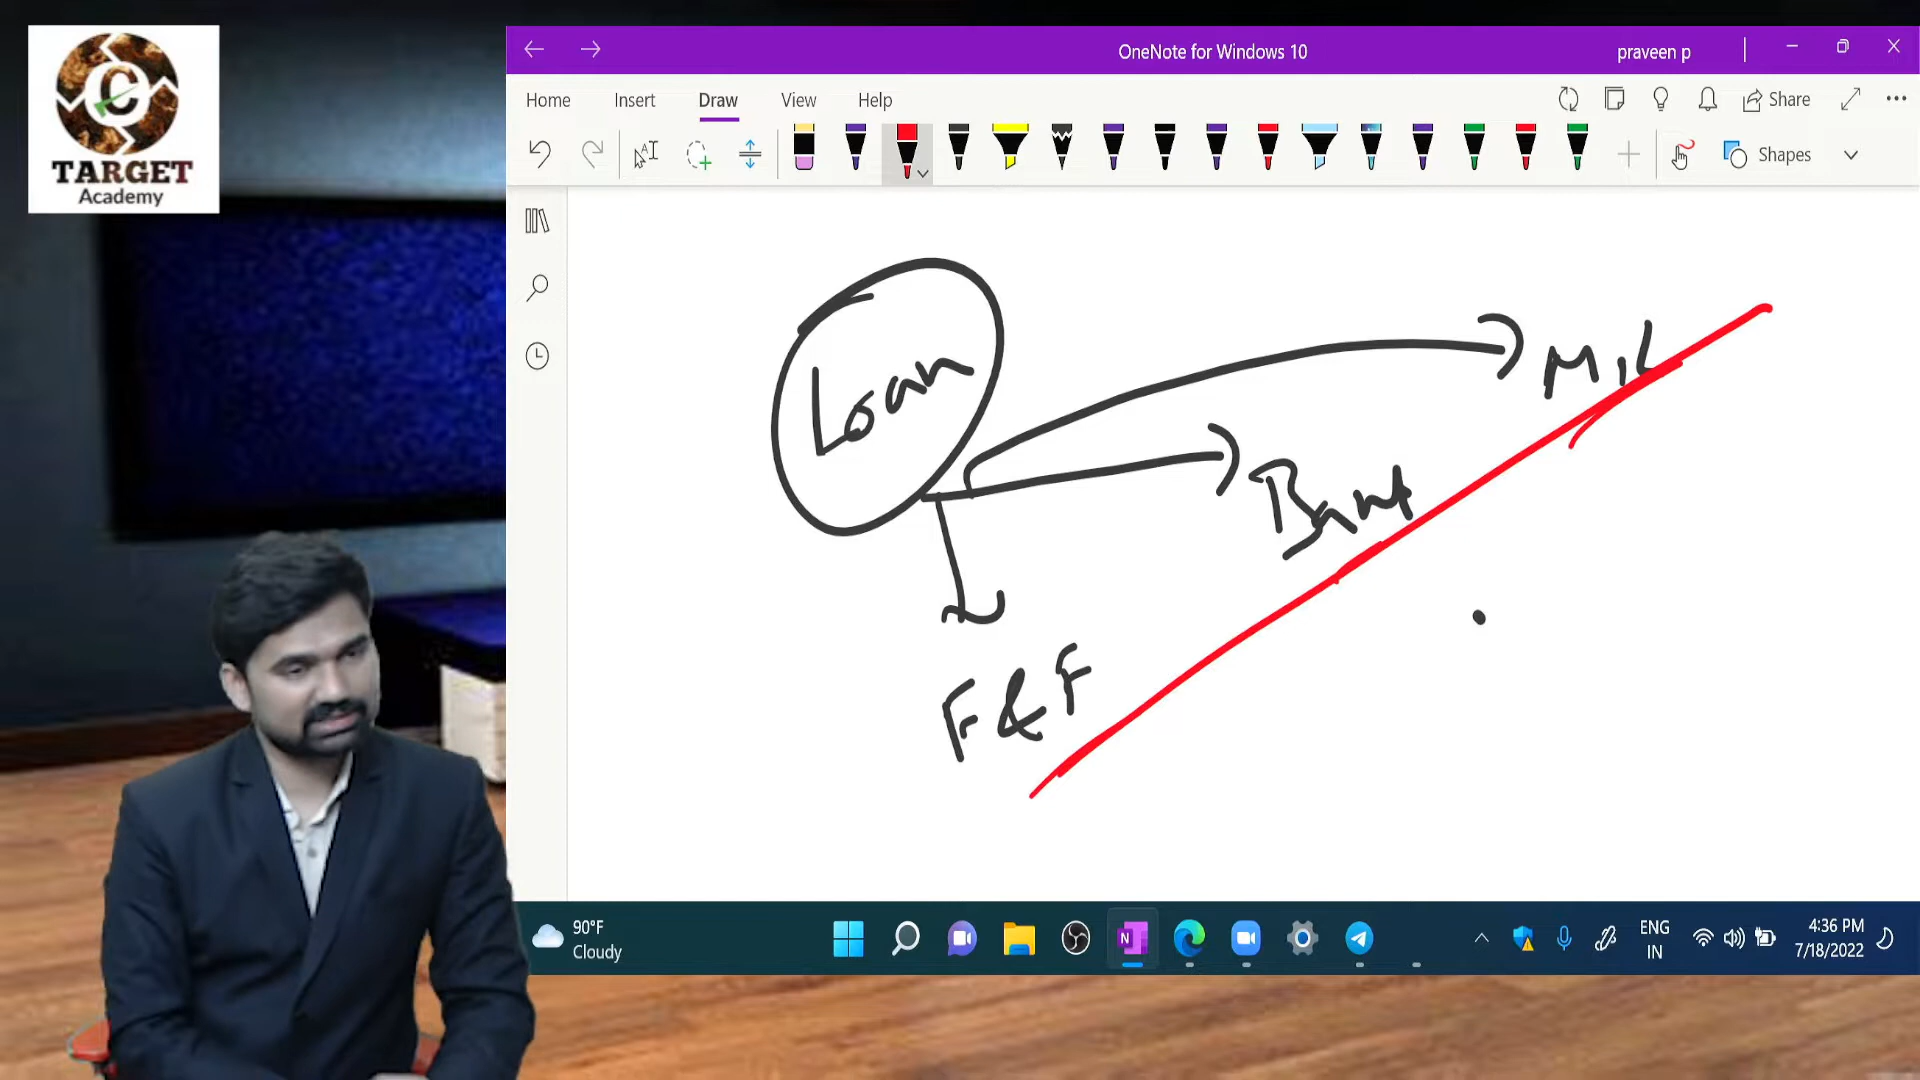 TARGET
Academy
OneNote for Windows 10
praveen p
Home Insert Draw View Help
Share
Shapes
Loan
M.L
Bank
F & F
90°F
Cloudy
ENG
IN
4:36 PM
7/18/2022